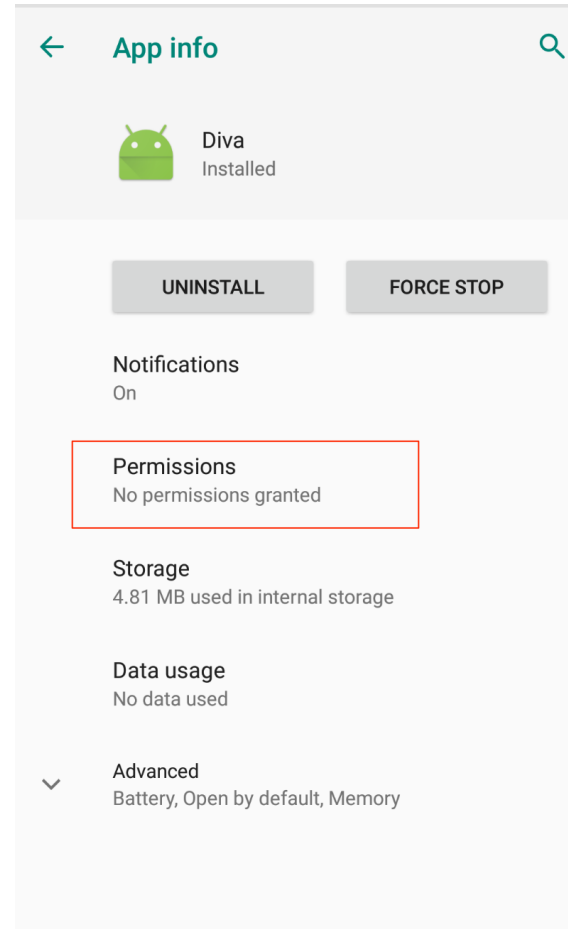 App info
Diva
Installed
UNINSTALL FORCE STOP
Notifications
On
Permissions
No permissions granted
Storage
4.81 MB used in internal storage
Data usage
No data used
Advanced
Battery, Open by default, Memory